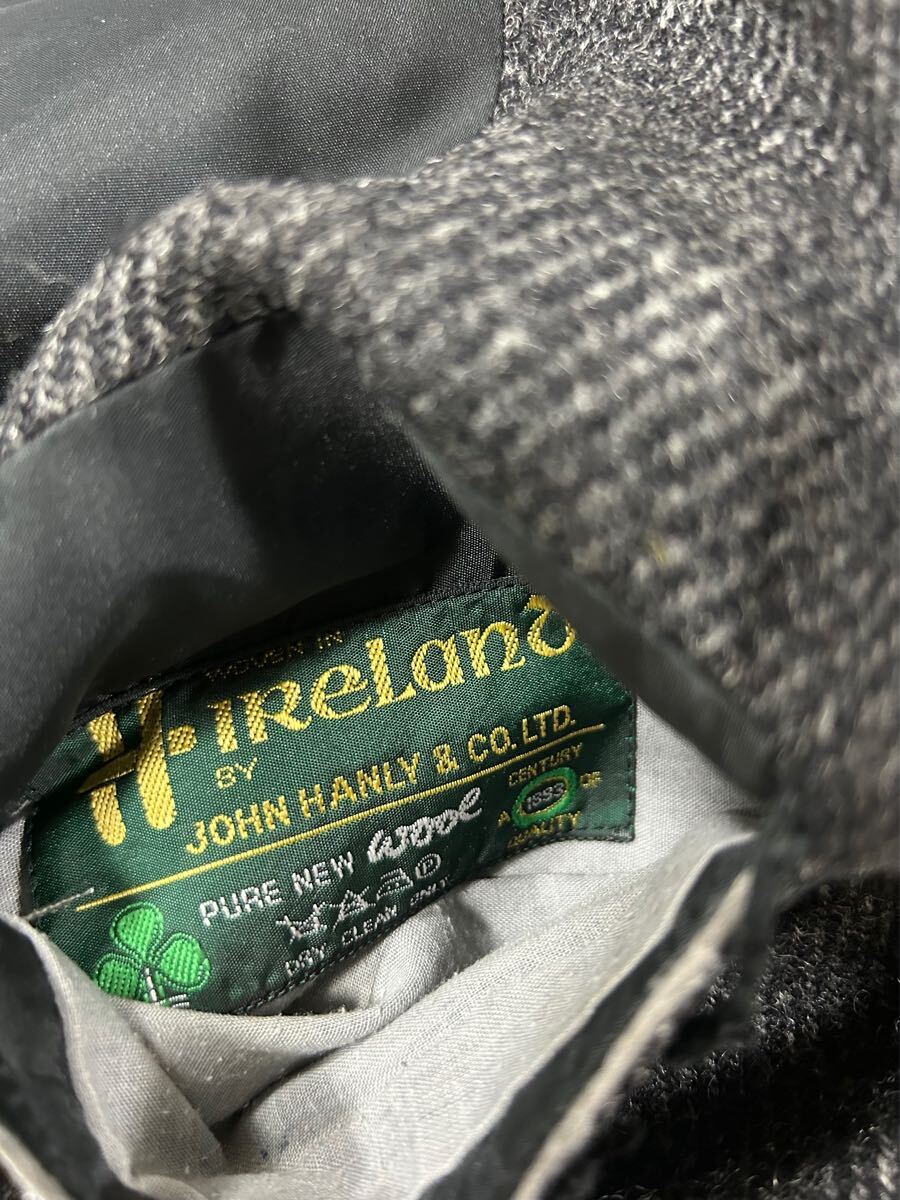 WOVEN IN
IRELAND
BY
JOHN HANLY & CO. LTD.
PURE NEW wool
DRY CLEAN ONLY
A CENTURY OF
1893
QUALITY